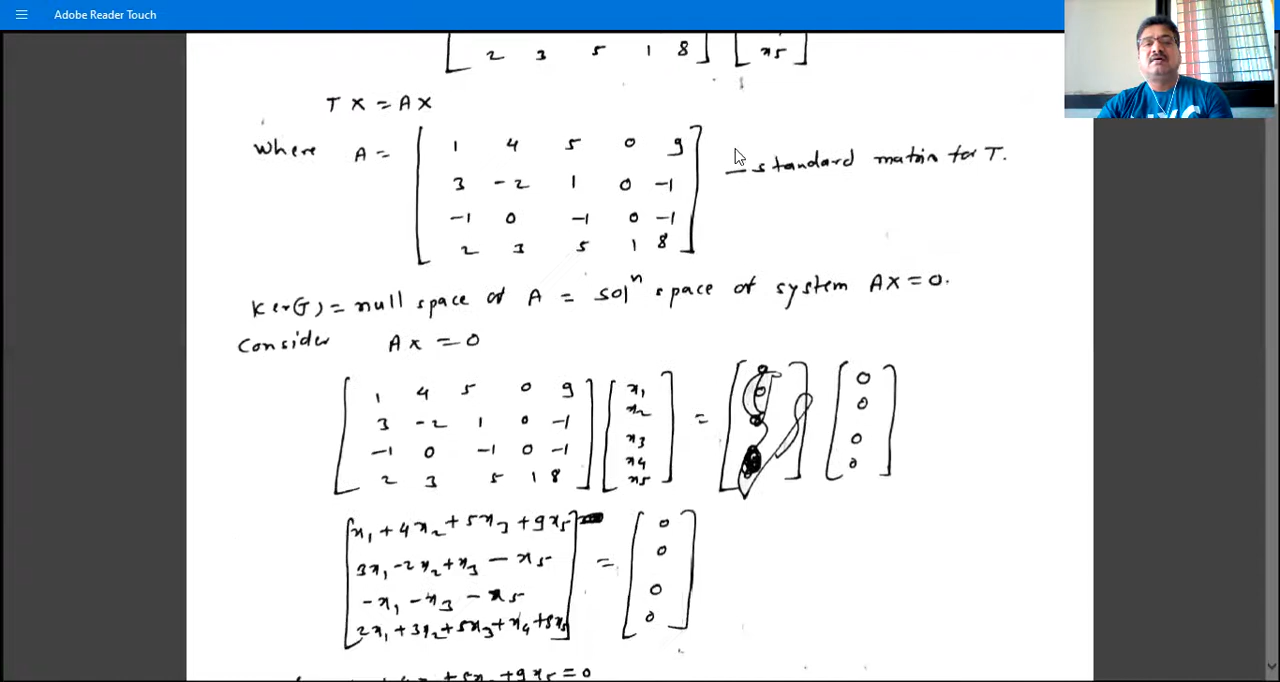 Adobe Reader Touch
2 3 5 1 8 x5
T X = A X
where A = 1 4 5 0 9
3 -2 1 0 -1 — standard matrix for T.
-1 0 -1 0 -1
2 3 5 1 8
Ker(T) = null space of A = solⁿ space of system AX = 0.
Consider AX = 0
1 4 5 0 9 x1 0
3 -2 1 0 -1 x2 = 0
-1 0 -1 0 -1 x3 0
2 3 5 1 8 x4 0
x5
x1 + 4x2 + 5x3 + 9x5 0
3x1 - 2x2 + x3 - x5 = 0
-x1 - x3 - x5 0
2x1 + 3x2 + 5x3 + x4 + 8x5 0
+ 5x3 + 9x5 = 0